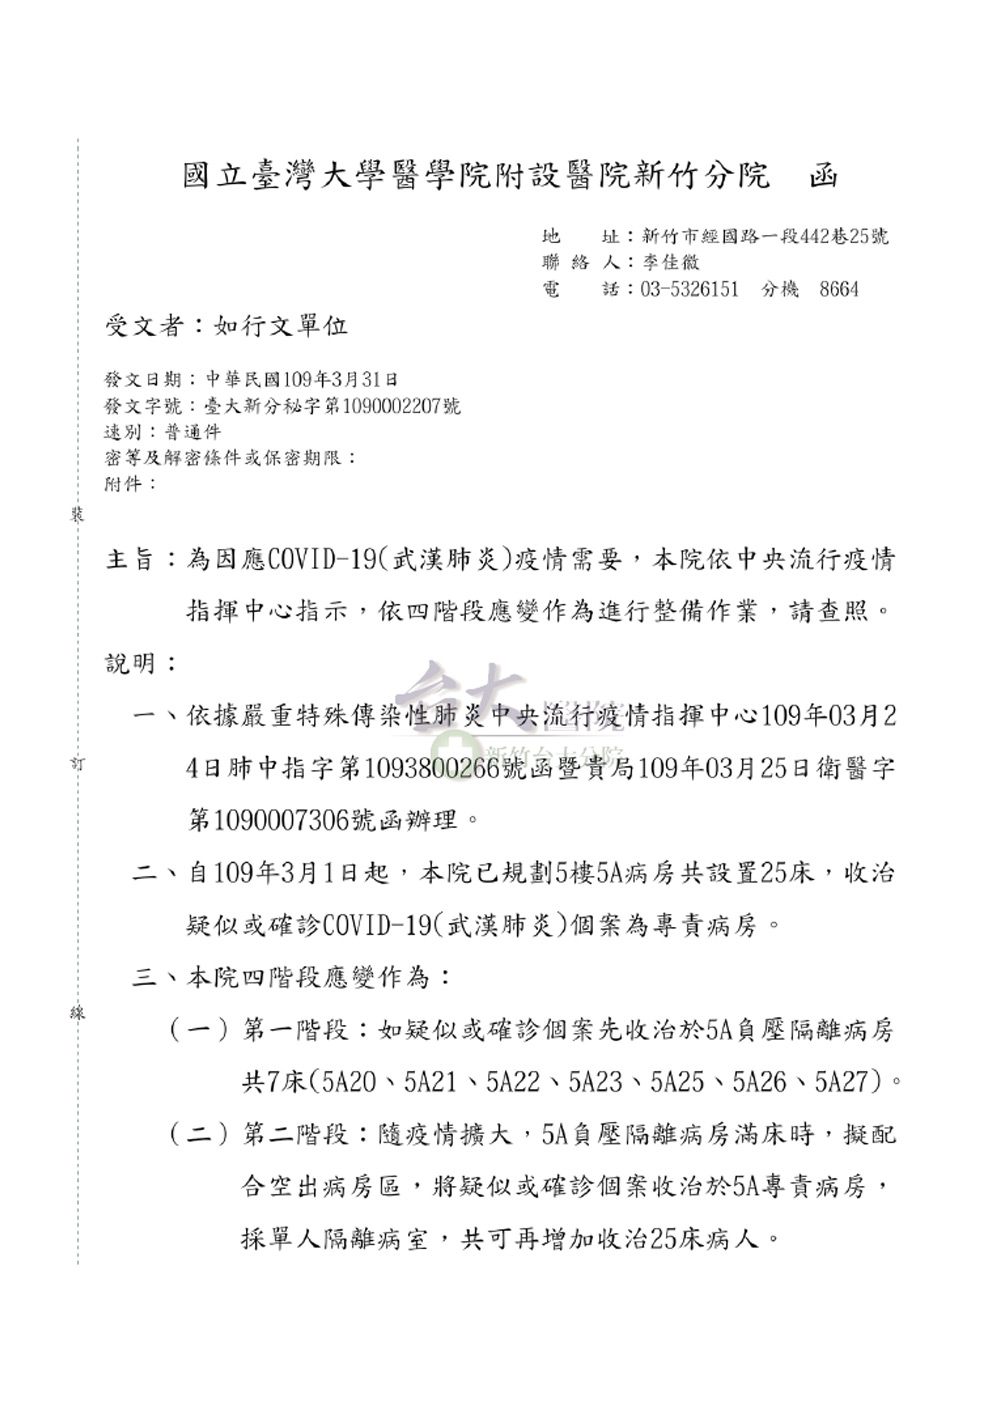 國立臺灣大學醫學院附設醫院新竹分院　函
地　　址：新竹市經國路一段442巷25號
聯 絡 人：李佳微
電　　話：03-5326151　分機　8664
受文者：如行文單位
發文日期：中華民國109年3月31日
發文字號：臺大新分秘字第1090002207號
速別：普通件
密等及解密條件或保密期限：
附件：
裝
主旨：為因應COVID-19(武漢肺炎)疫情需要，本院依中央流行疫情
指揮中心指示，依四階段應變作為進行整備作業，請查照。
說明：
台大醫院
一、依據嚴重特殊傳染性肺炎中央流行疫情指揮中心109年03月2
新竹台大分院
訂
4日肺中指字第1093800266號函暨貴局109年03月25日衛醫字
第1090007306號函辦理。
二、自109年3月1日起，本院已規劃5樓5A病房共設置25床，收治
疑似或確診COVID-19(武漢肺炎)個案為專責病房。
三、本院四階段應變作為：
線
（一）第一階段：如疑似或確診個案先收治於5A負壓隔離病房
共7床(5A20、5A21、5A22、5A23、5A25、5A26、5A27)。
（二）第二階段：隨疫情擴大，5A負壓隔離病房滿床時，擬配
合空出病房區，將疑似或確診個案收治於5A專責病房，
採單人隔離病室，共可再增加收治25床病人。